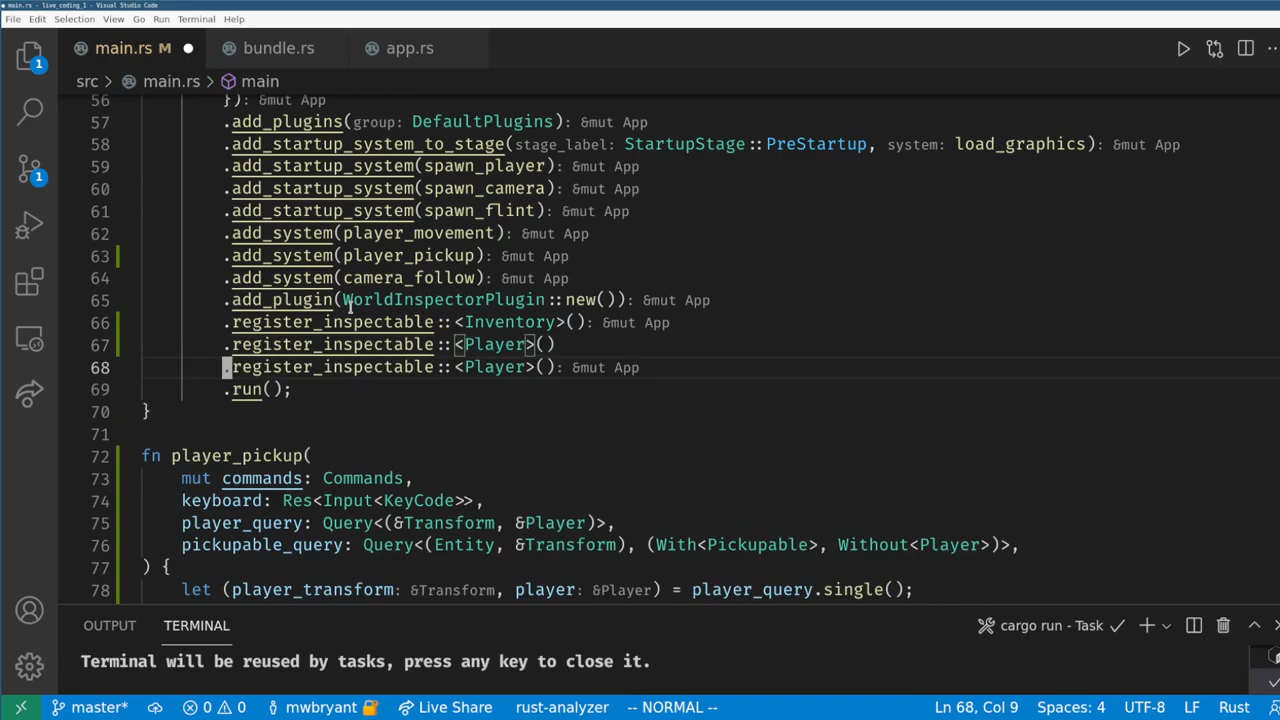 main.rs - live_coding_1 - Visual Studio Code
File Edit Selection View Go Run Terminal Help
main.rs M bundle.rs app.rs
src > main.rs > main
56 }): &mut App
57 .add_plugins(group: DefaultPlugins): &mut App
58 .add_startup_system_to_stage(stage_label: StartupStage::PreStartup, system: load_graphics): &mut App
59 .add_startup_system(spawn_player): &mut App
60 .add_startup_system(spawn_camera): &mut App
61 .add_startup_system(spawn_flint): &mut App
62 .add_system(player_movement): &mut App
63 .add_system(player_pickup): &mut App
64 .add_system(camera_follow): &mut App
65 .add_plugin(WorldInspectorPlugin::new()): &mut App
66 .register_inspectable::<Inventory>(): &mut App
67 .register_inspectable::<Player>()
68 .register_inspectable::<Player>(): &mut App
69 .run();
70 }
71
72 fn player_pickup(
73 mut commands: Commands,
74 keyboard: Res<Input<KeyCode>>,
75 player_query: Query<(&Transform, &Player)>,
76 pickupable_query: Query<(Entity, &Transform), (With<Pickupable>, Without<Player>)>,
77 ) {
78 let (player_transform: &Transform, player: &Player) = player_query.single();
OUTPUT TERMINAL cargo run - Task
Terminal will be reused by tasks, press any key to close it.
master* 0 0 mwbryant Live Share rust-analyzer -- NORMAL -- Ln 68, Col 9 Spaces: 4 UTF-8 LF Rust
1
1